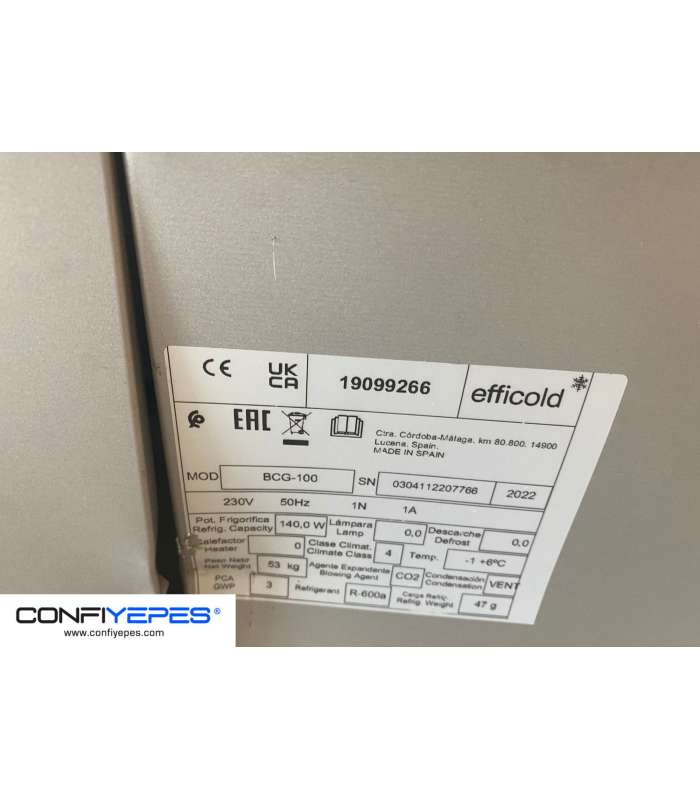 CE UK CA 19099266 efficold
EAC Ctra. Córdoba-Málaga, km 80.800. 14900
Lucena. Spain.
MADE IN SPAIN
MOD BCG-100 SN 0304112207766 2022
230V 50Hz 1N 1A
Pot. Frigorífica
Refrig. Capacity 140,0 W Lámpara
Lamp 0,0 Descarche
Defrost 0,0
Calefactor
Heater 0 Clase Climat.
Climate Class 4 Temp. -1 +6ºC
Peso Neto
Net Weight 53 kg Agente Expandente
Blowing Agent CO2 Condensación
Condensation VENT
PCA
GWP 3 Refrigerant R-600a Carga Refrig.
Refrig. Weight 47 g
CONFIYEPES®
www.confiyepes.com